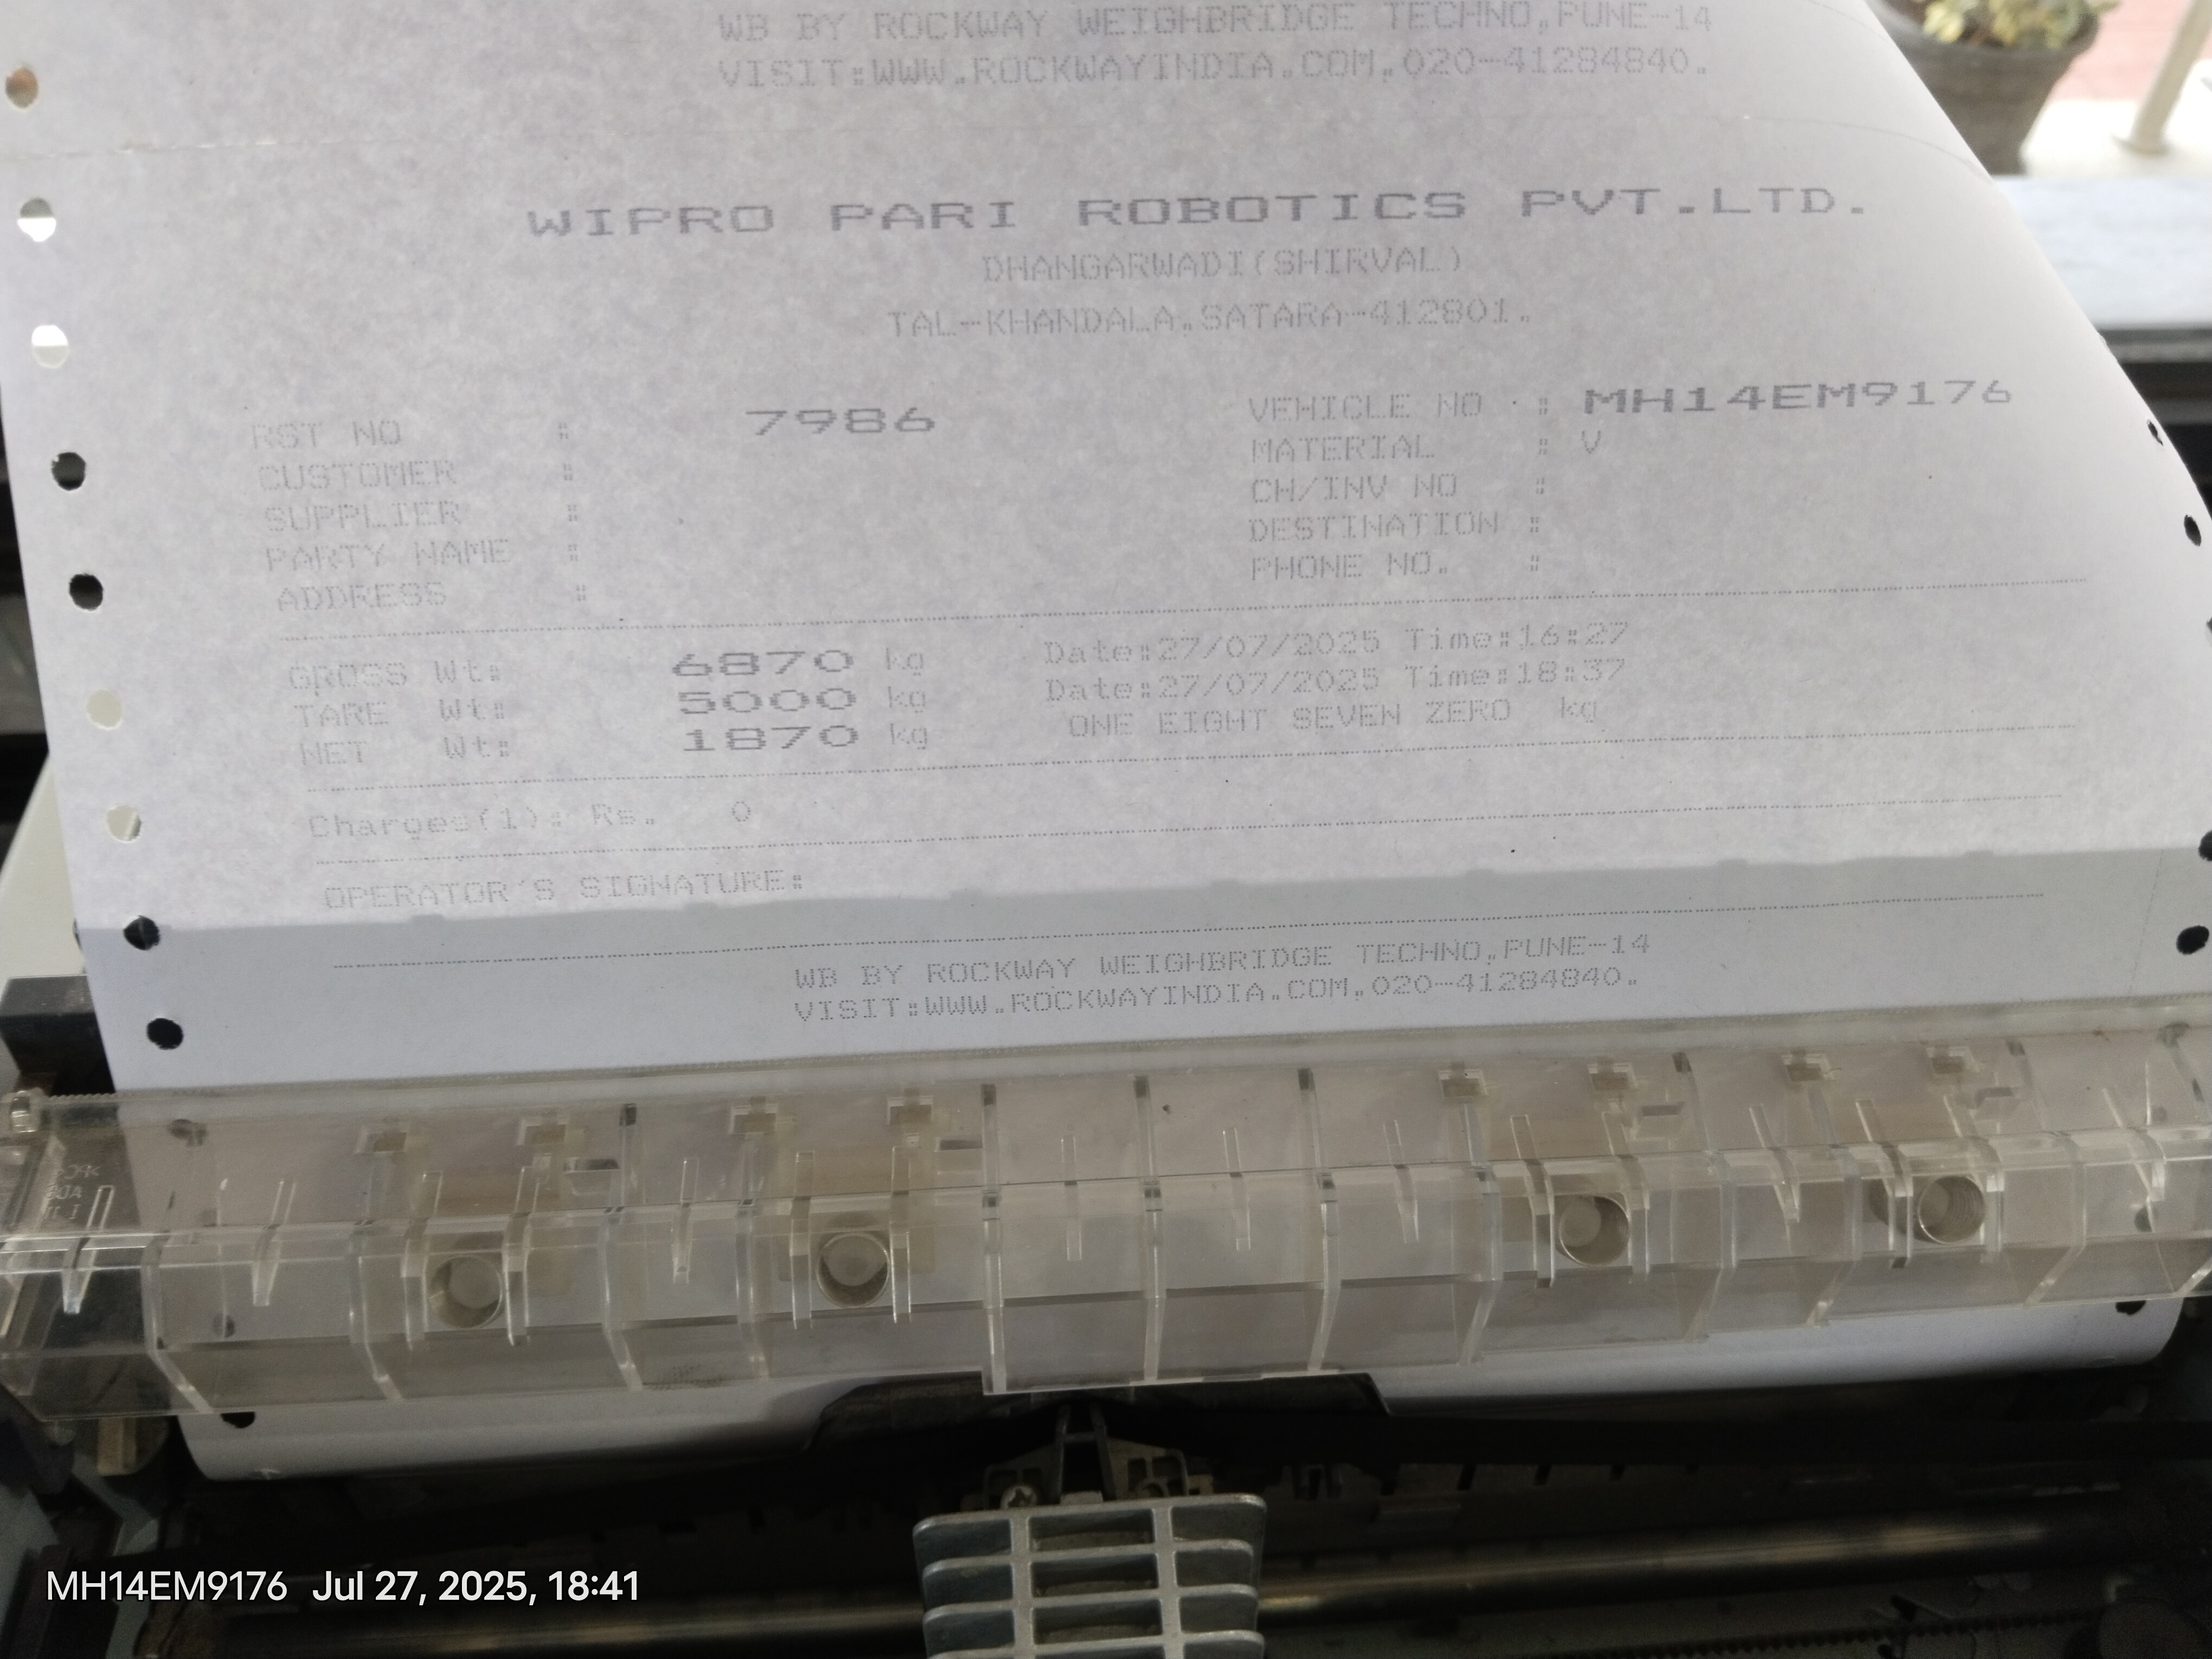 WB BY ROCKWAY WEIGHBRIDGE TECHNO.PUNE-14
VISIT:WWW.ROCKWAYINDIA.COM.020-41284840.
WIPRO PARI ROBOTICS PVT.LTD.
DHANGARWADI(SHIRVAL)
TAL-KHANDALA.SATARA-412801.
RST NO : 7986 VEHICLE NO : MH14EM9176
CUSTOMER : MATERIAL : V
SUPPLIER : CH/INV NO :
PARTY NAME : DESTINATION :
ADDRESS : PHONE NO. :
GROSS Wt: 6870 kg Date:27/07/2025 Time:16:27
TARE Wt: 5000 kg Date:27/07/2025 Time:18:37
NET Wt: 1870 kg ONE EIGHT SEVEN ZERO kg
Charges(1): Rs. 0
OPERATOR'S SIGNATURE:
WB BY ROCKWAY WEIGHBRIDGE TECHNO.PUNE-14
VISIT:WWW.ROCKWAYINDIA.COM.020-41284840.
MH14EM9176 Jul 27, 2025, 18:41